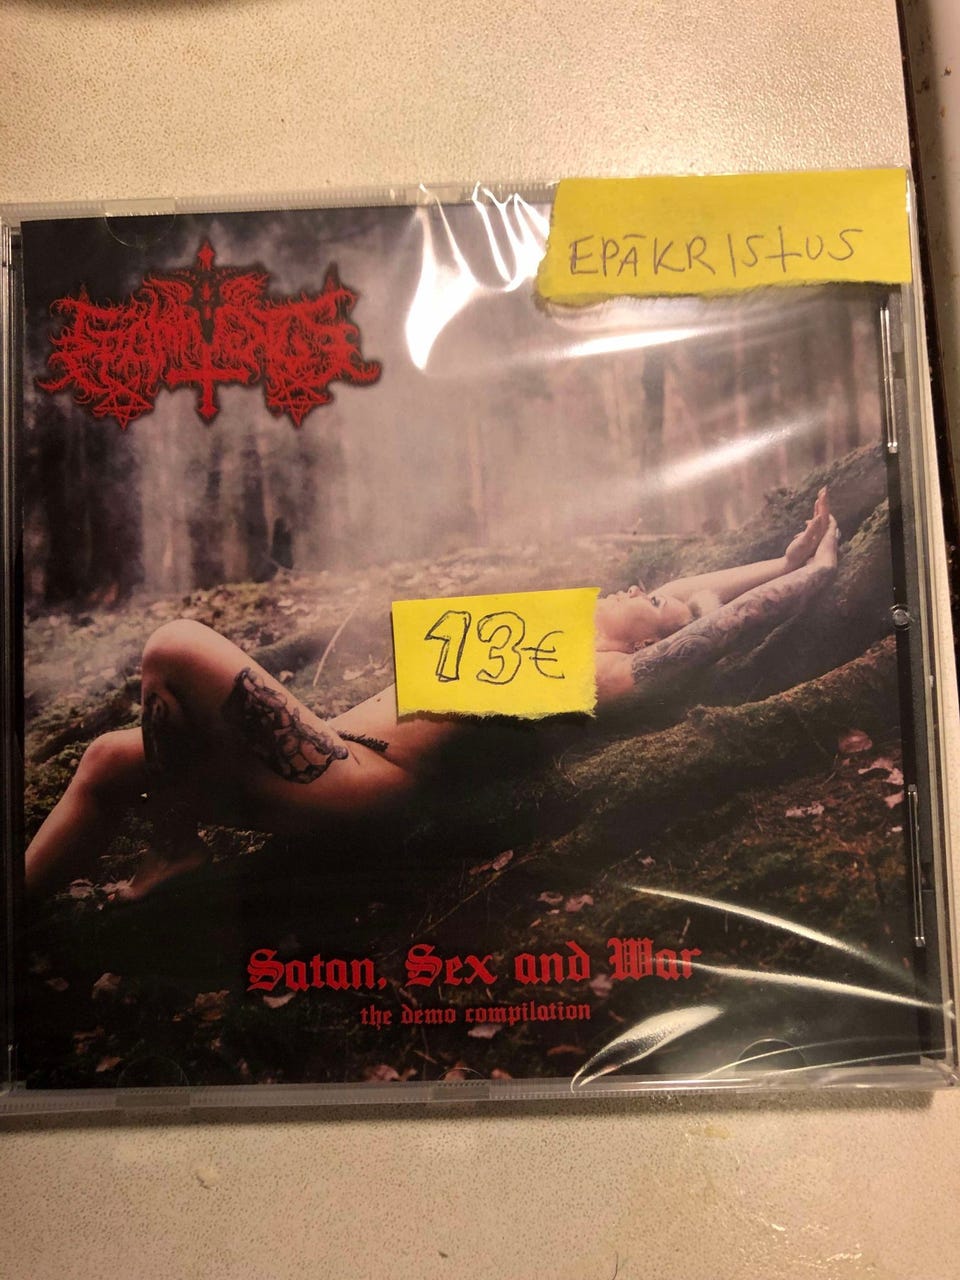 EPÄKRIStUS
13€
Satan, Sex and War
the demo compilation